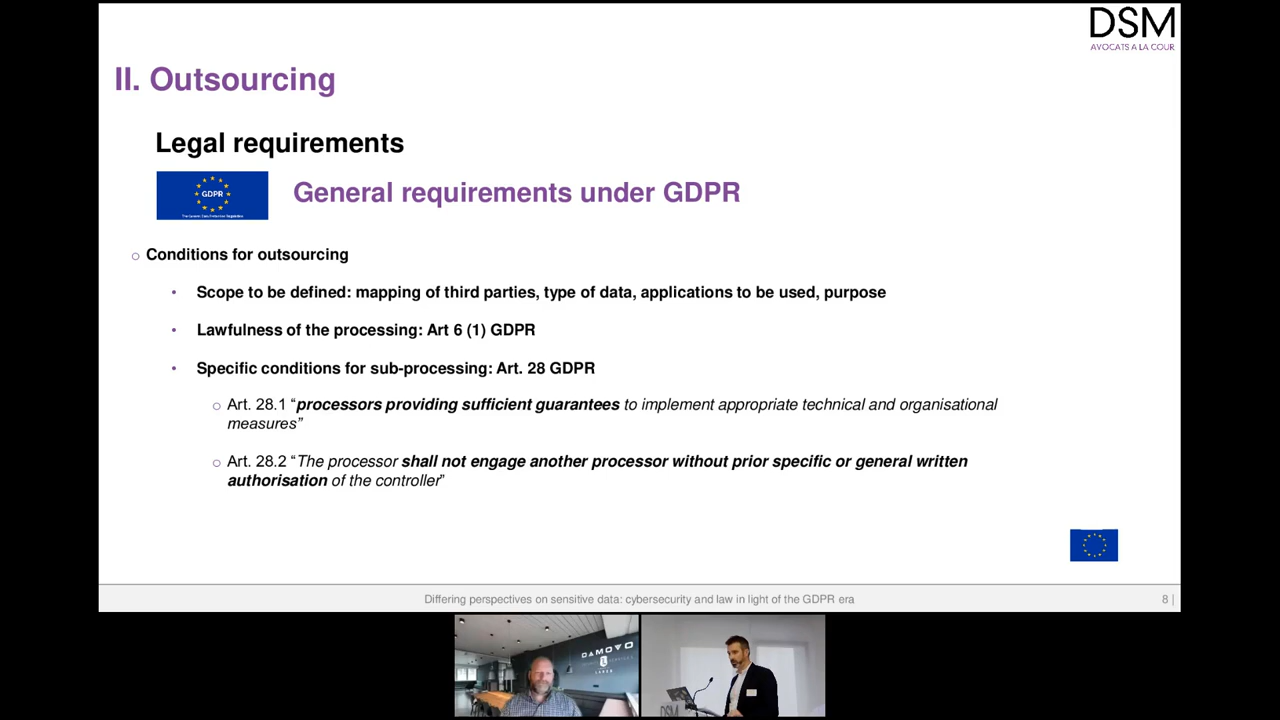 DSM
AVOCATS A LA COUR
II. Outsourcing
Legal requirements
GDPR
General requirements under GDPR
○ Conditions for outsourcing
• Scope to be defined: mapping of third parties, type of data, applications to be used, purpose
• Lawfulness of the processing: Art 6 (1) GDPR
• Specific conditions for sub-processing: Art. 28 GDPR
○ Art. 28.1 “processors providing sufficient guarantees to implement appropriate technical and organisational
measures”
○ Art. 28.2 “The processor shall not engage another processor without prior specific or general written
authorisation of the controller”
Differing perspectives on sensitive data: cybersecurity and law in light of the GDPR era
8 |
DAMOVO
DSM